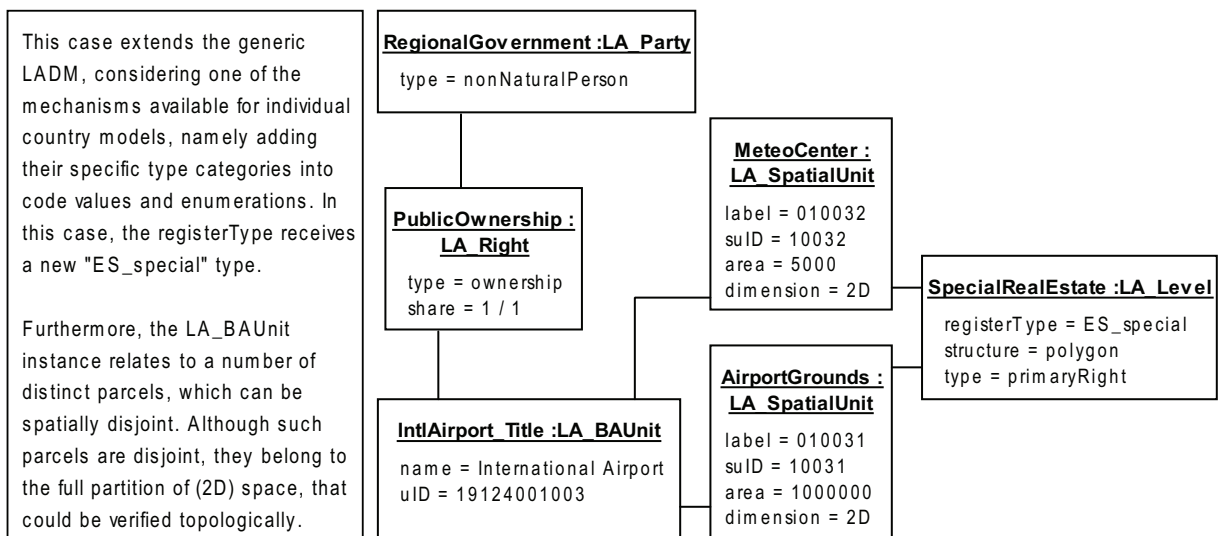 This case extends the generic
LADM, considering one of the
mechanisms available for individual
country models, namely adding
their specific type categories into
code values and enumerations. In
this case, the registerType receives
a new "ES_special" type.
Furthermore, the LA_BAUnit
instance relates to a number of
distinct parcels, which can be
spatially disjoint. Although such
parcels are disjoint, they belong to
the full partition of (2D) space, that
could be verified topologically.
RegionalGovernment :LA_Party
type = nonNaturalPerson
PublicOwnership :
LA_Right
type = ownership
share = 1 / 1
IntlAirport_Title :LA_BAUnit
name = International Airport
uID = 19124001003
MeteoCenter :
LA_SpatialUnit
label = 010032
suID = 10032
area = 5000
dimension = 2D
AirportGrounds :
LA_SpatialUnit
label = 010031
suID = 10031
area = 1000000
dimension = 2D
SpecialRealEstate :LA_Level
registerType = ES_special
structure = polygon
type = primaryRight